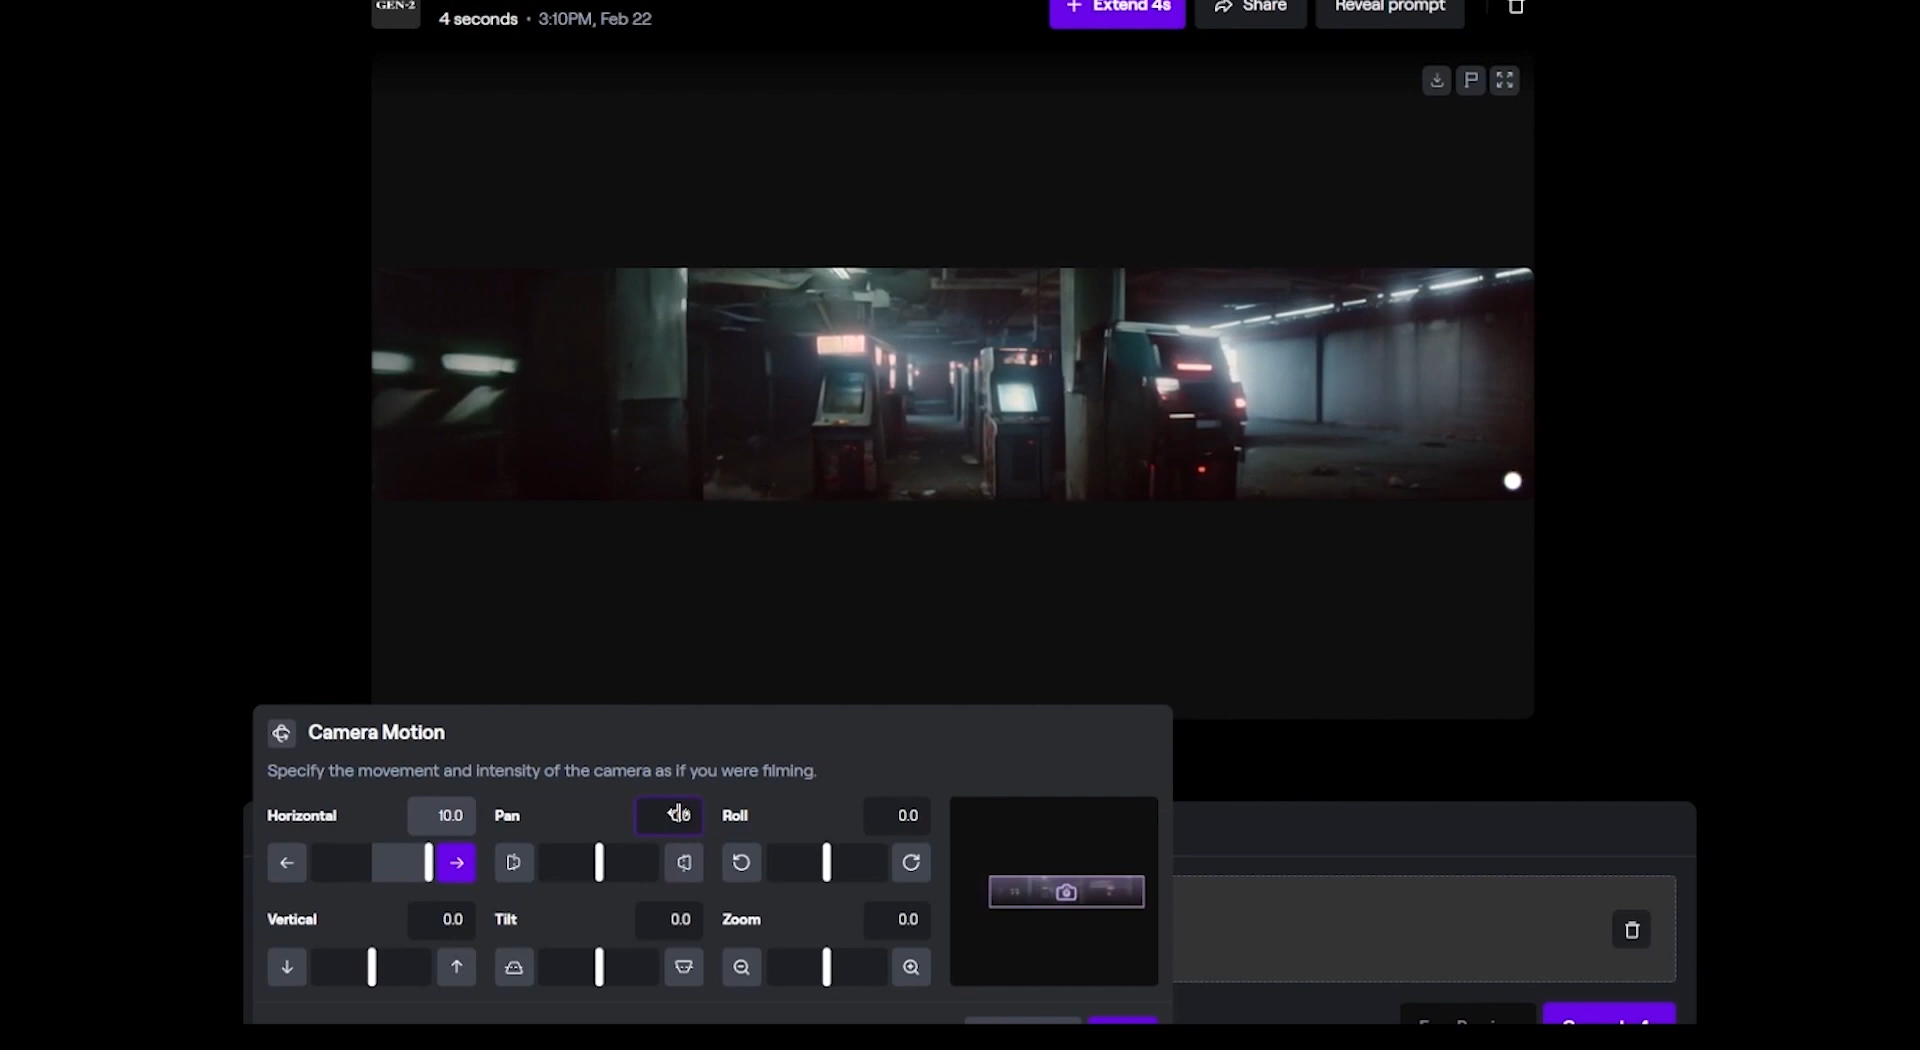 GEN-2
4 seconds • 3:10PM, Feb 22
Extend 4s
Share
Reveal prompt
Camera Motion
Specify the movement and intensity of the camera as if you were filming.
Horizontal 10.0
Pan
Roll 0.0
Vertical 0.0
Tilt 0.0
Zoom 0.0